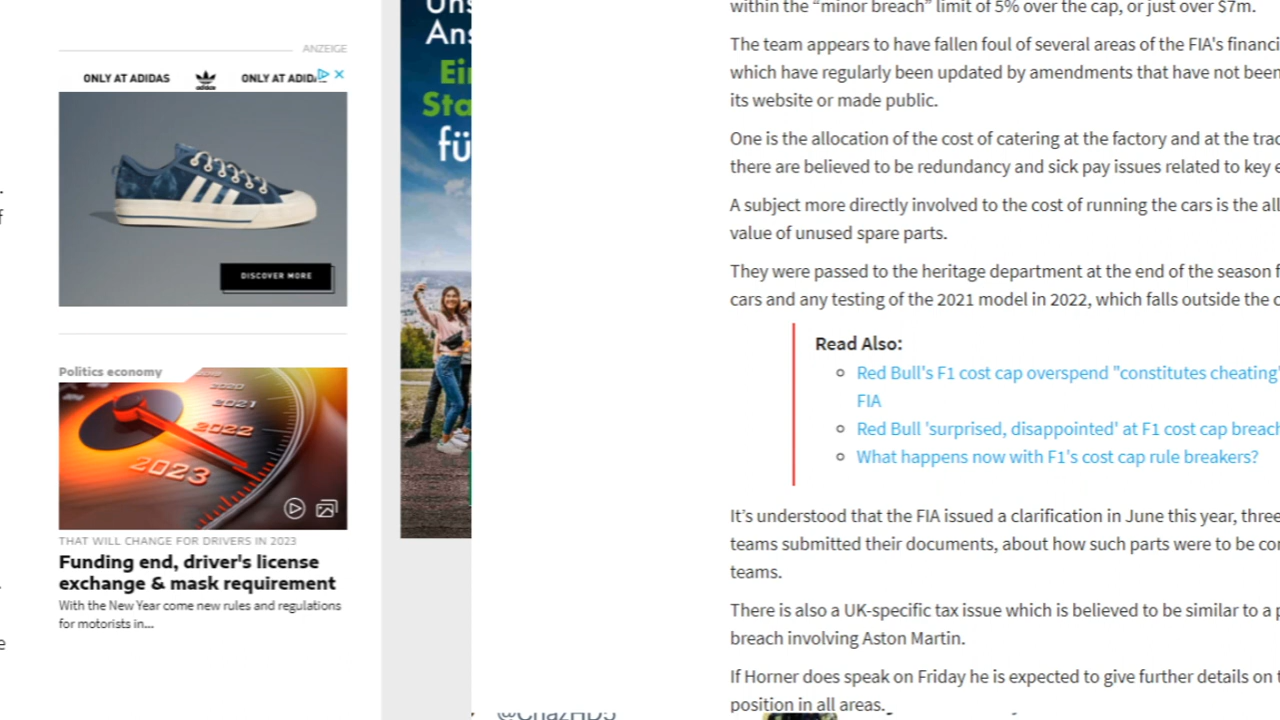 ANZEIGE
ONLY AT ADIDAS
adidas
ONLY AT ADID
DISCOVER MORE
Politics economy
2020
2021
2022
2023
THAT WILL CHANGE FOR DRIVERS IN 2023
Funding end, driver's license
exchange & mask requirement
With the New Year come new rules and regulations
for motorists in...
Uns
Ans
Ein
Sta
fü
within the “minor breach” limit of 5% over the cap, or just over $7m.
The team appears to have fallen foul of several areas of the FIA's financi
which have regularly been updated by amendments that have not been
its website or made public.
One is the allocation of the cost of catering at the factory and at the trac
there are believed to be redundancy and sick pay issues related to key e
A subject more directly involved to the cost of running the cars is the all
value of unused spare parts.
They were passed to the heritage department at the end of the season f
cars and any testing of the 2021 model in 2022, which falls outside the c
Read Also:
Red Bull's F1 cost cap overspend "constitutes cheating"
FIA
Red Bull 'surprised, disappointed' at F1 cost cap breach
What happens now with F1's cost cap rule breakers?
It’s understood that the FIA issued a clarification in June this year, three
teams submitted their documents, about how such parts were to be con
teams.
There is also a UK-specific tax issue which is believed to be similar to a p
breach involving Aston Martin.
If Horner does speak on Friday he is expected to give further details on t
position in all areas.
@ChazHD5